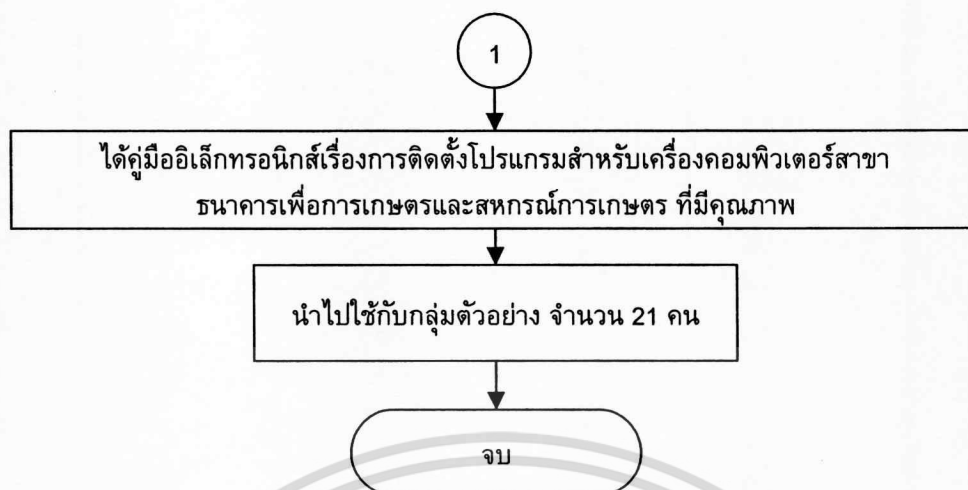 1
ได้คู่มืออิเล็กทรอนิกส์เรื่องการติดตั้งโปรแกรมสำหรับเครื่องคอมพิวเตอร์สาขา
ธนาคารเพื่อการเกษตรและสหกรณ์การเกษตร ที่มีคุณภาพ
นำไปใช้กับกลุ่มตัวอย่าง จำนวน 21 คน
จบ